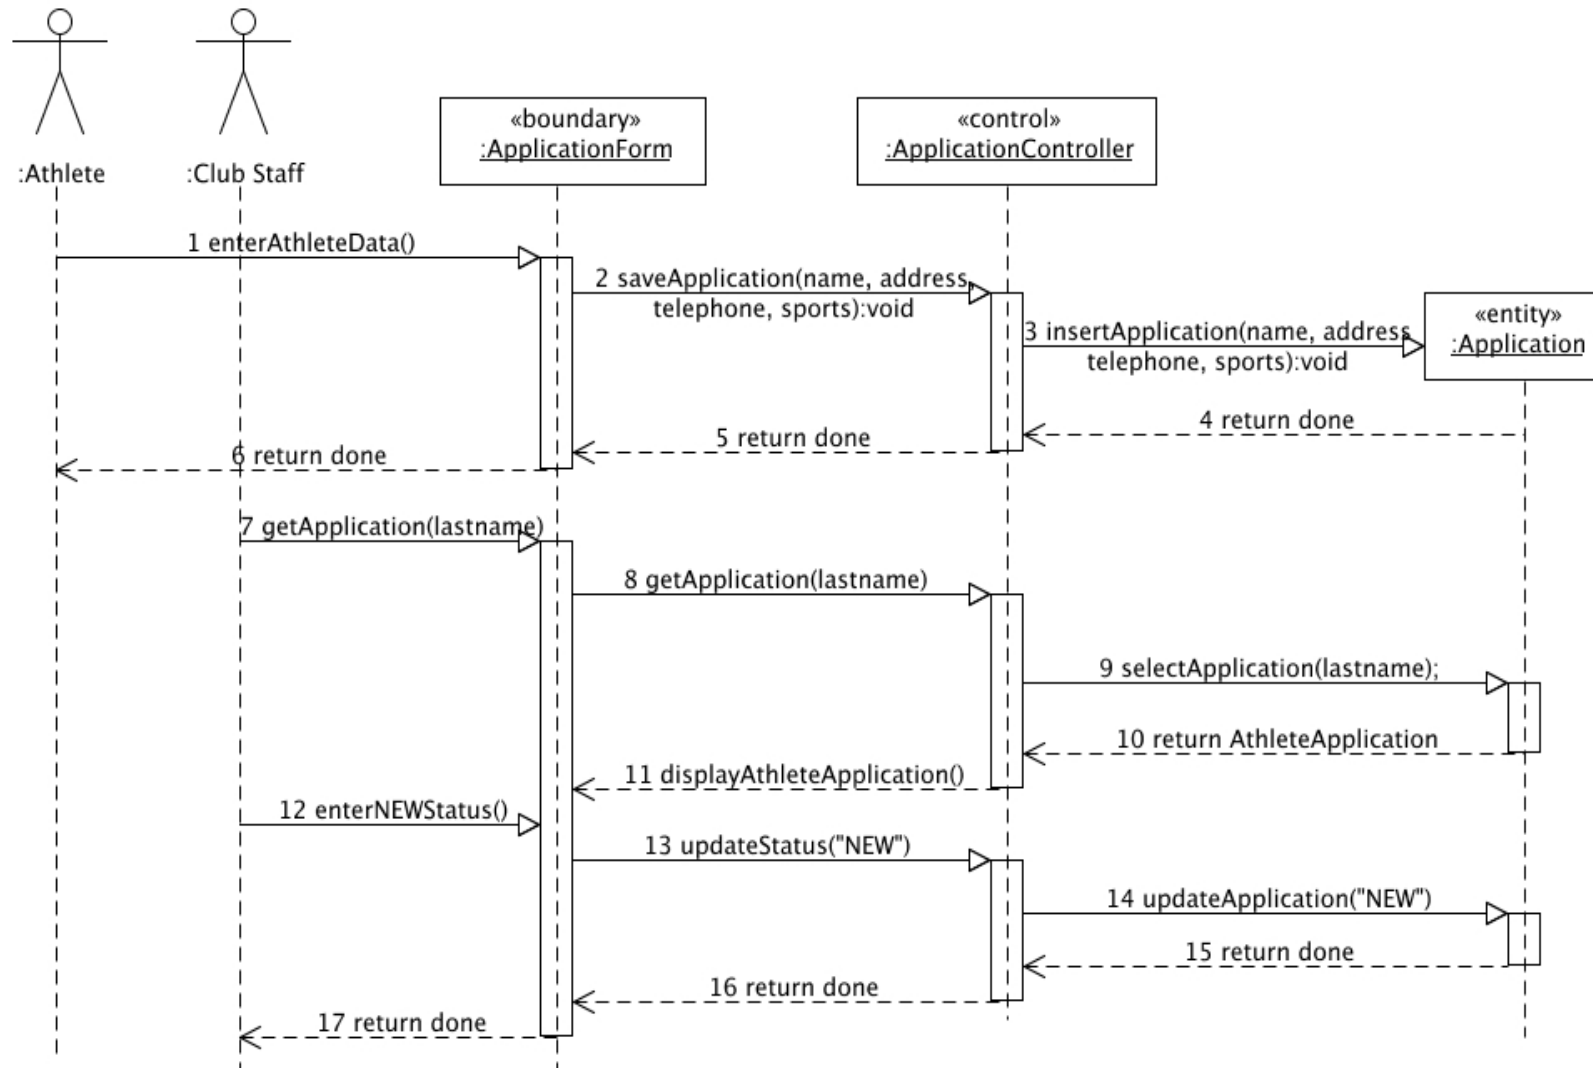 :Athlete
:Club Staff
«boundary»
:ApplicationForm
«control»
:ApplicationController
1 enterAthleteData()
2 saveApplication(name, address,
telephone, sports):void
«entity»
:Application
3 insertApplication(name, address
telephone, sports):void
4 return done
5 return done
6 return done
7 getApplication(lastname)
8 getApplication(lastname)
9 selectApplication(lastname);
10 return AthleteApplication
11 displayAthleteApplication()
12 enterNEWStatus()
13 updateStatus("NEW")
14 updateApplication("NEW")
15 return done
16 return done
17 return done